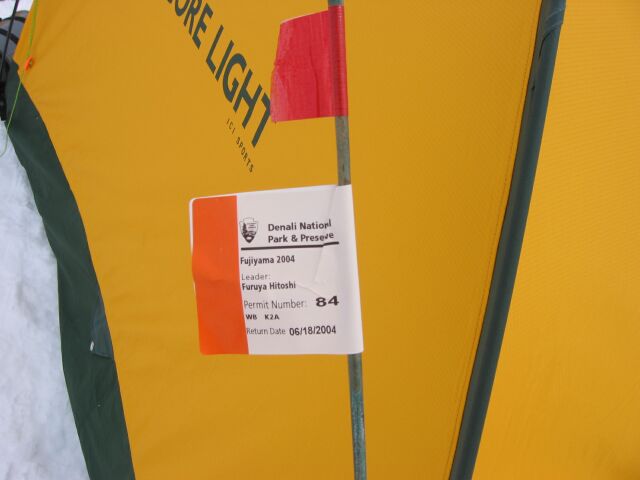 LIGHT
ICI SPORTS
Denali National
Park & Preserve
Fujiyama 2004
Leader:
Furuya Hitoshi
Permit Number: 84
WB K2A
Return Date 06/18/2004